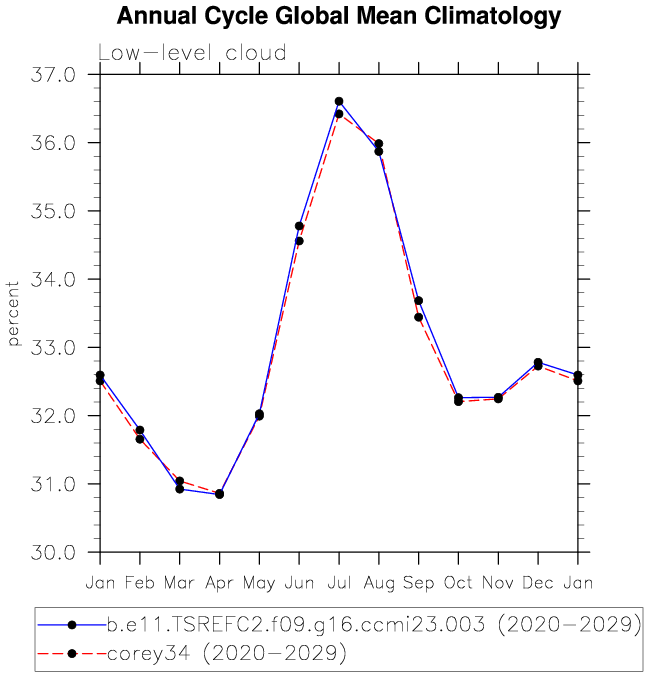 Annual Cycle Global Mean Climatology
Low-level cloud
37.0
36.0
35.0
34.0
33.0
32.0
31.0
30.0
percent
Jan Feb Mar Apr May Jun Jul Aug Sep Oct Nov Dec Jan
b.e11.TSREFC2.f09.g16.ccmi23.003 (2020-2029)
corey34 (2020-2029)